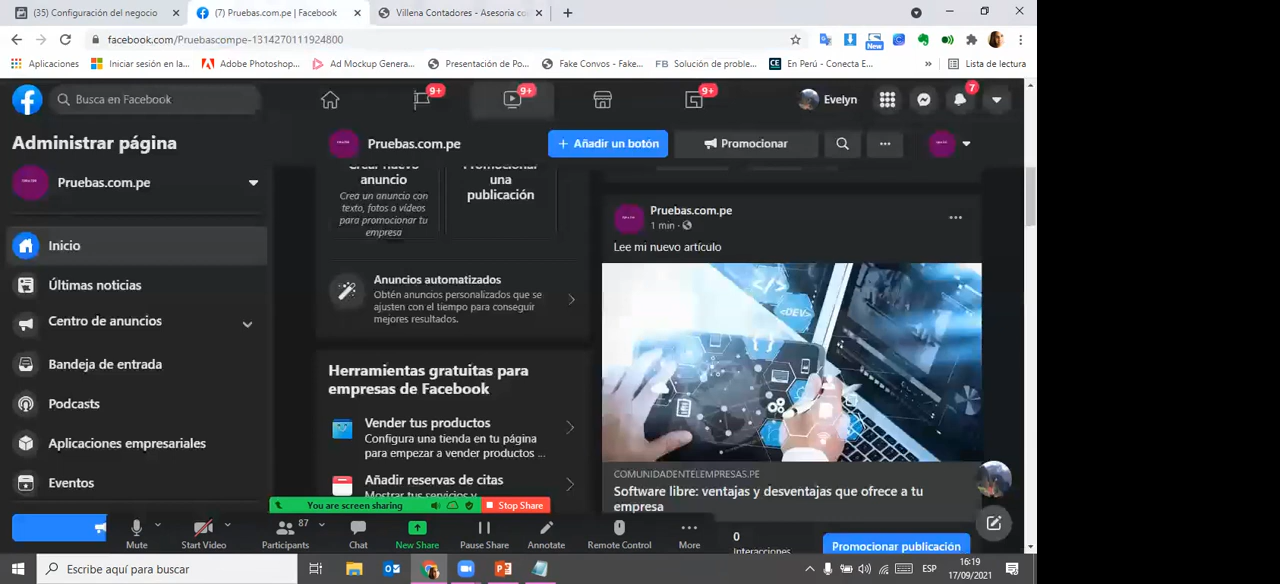 (35) Configuración del negocio
(7) Pruebas.com.pe | Facebook
Villena Contadores - Asesoria co
facebook.com/Pruebascompe-1314270111924800
New
Aplicaciones
Iniciar sesión en la...
Adobe Photoshop...
Ad Mockup Genera...
Presentación de Po...
Fake Convos - Fake...
FB Solución de proble...
CE En Perú - Conecta E...
»
Lista de lectura
Busca en Facebook
9+
9+
9+
Evelyn
7
Administrar página
Pruebas.com.pe
Pruebas.com.pe
+ Añadir un botón
Promocionar
Inicio
Últimas noticias
Centro de anuncios
Bandeja de entrada
Podcasts
Aplicaciones empresariales
Eventos
Crear nuevo
anuncio
Crea un anuncio con
texto, fotos o vídeos
para promocionar tu
empresa
Promocionar
una
publicación
Anuncios automatizados
Obtén anuncios personalizados que se
ajusten con el tiempo para conseguir
mejores resultados.
Herramientas gratuitas para
empresas de Facebook
Vender tus productos
Configura una tienda en tu página
para empezar a vender productos ...
Añadir reservas de citas
Mostrar tus servicios y
Pruebas.com.pe
1 min ·
Lee mi nuevo artículo
</>
<DEV>
{ }
COMUNIDADENTELEMPRESAS.PE
Software libre: ventajas y desventajas que ofrece a tu
empresa
0
Interacciones
Promocionar publicación
You are screen sharing
Stop Share
Mute
Start Video
87
Participants
Chat
New Share
Pause Share
Annotate
Remote Control
More
Escribe aquí para buscar
ESP
16:19
17/09/2021